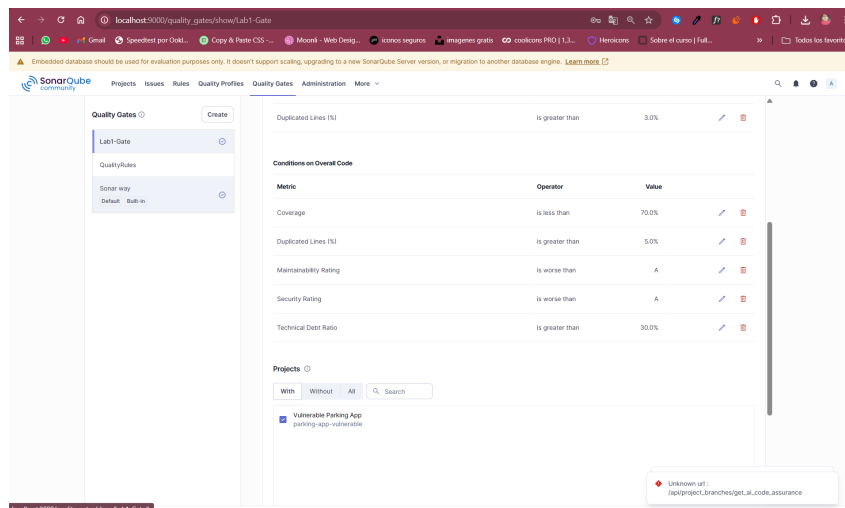 localhost:9000/quality_gates/show/Lab1-Gate
Gmail Speedtest por Ookl... Copy & Paste CSS -... Moonli - Web Desig... iconos seguros imagenes gratis coolicons PRO | 1,3... Heroicons Sobre el curso | Full... » Todos los favorito
Embedded database should be used for evaluation purposes only. It doesn't support scaling, upgrading to a new SonarQube Server version, or migration to another database engine. Learn more
SonarQube
community
Projects Issues Rules Quality Profiles Quality Gates Administration More
A
Quality Gates
Create
Lab1-Gate
QualityRules
Sonar way
Default Built-in
Duplicated Lines (%) is greater than 3.0%
Conditions on Overall Code
Metric Operator Value
Coverage is less than 70.0%
Duplicated Lines (%) is greater than 5.0%
Maintainability Rating is worse than A
Security Rating is worse than A
Technical Debt Ratio is greater than 30.0%
Projects
With Without All Search
Vulnerable Parking App
parking-app-vulnerable
Unknown url :
/api/project_branches/get_ai_code_assurance